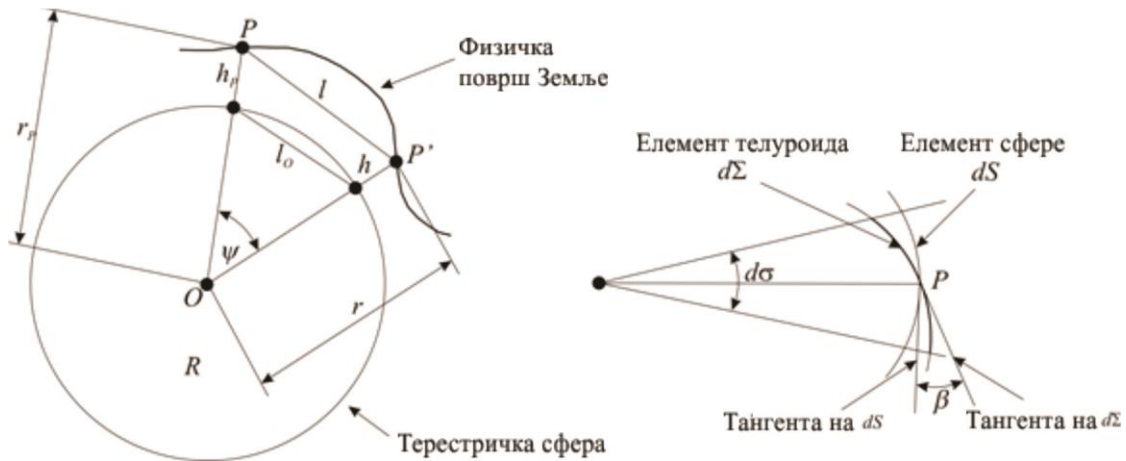 P
Физичка
површ Земље
h_P
l
r_P
l_O
h
P'
ψ
O
r
R
Терестричка сфера
Елемент телуроида
dΣ
Елемент сфере
dS
dσ
P
β
Тангента на dS
Тангента на dΣ